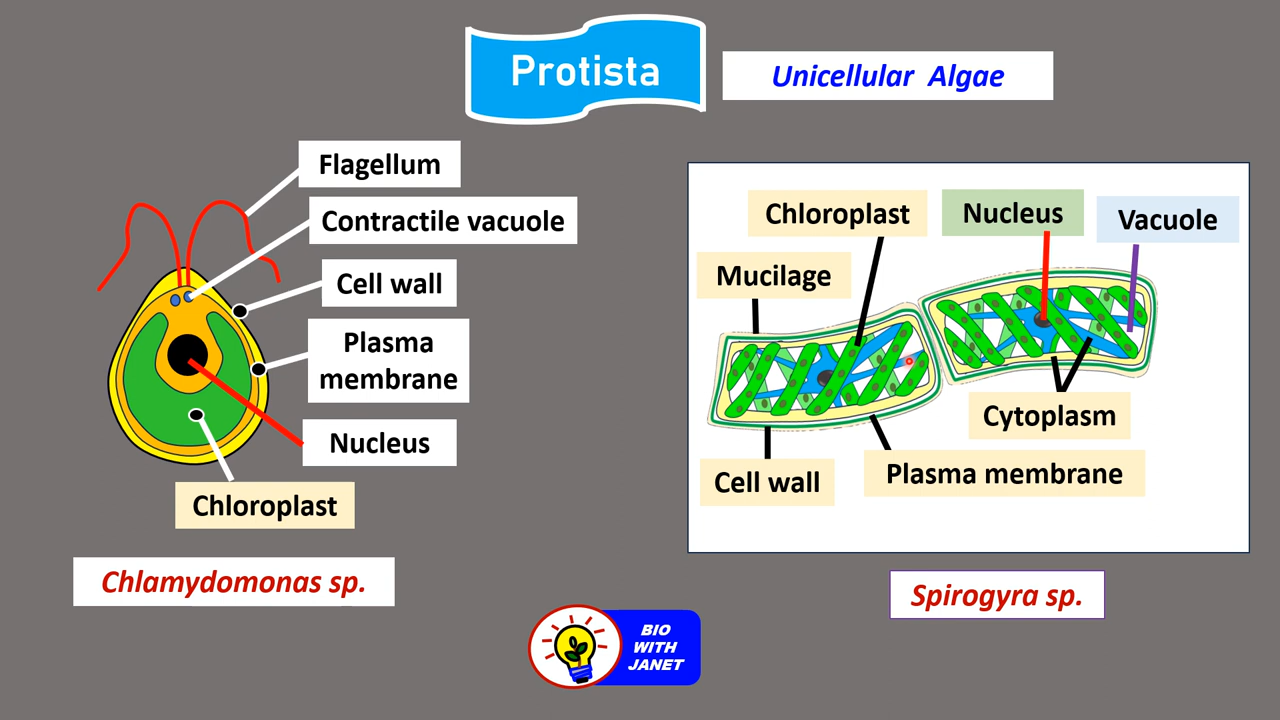 Protista
Unicellular Algae
Flagellum
Contractile vacuole
Cell wall
Plasma
membrane
Nucleus
Chloroplast
Chlamydomonas sp.
Chloroplast
Nucleus
Vacuole
Mucilage
Cytoplasm
Plasma membrane
Cell wall
Spirogyra sp.
BIO
WITH
JANET